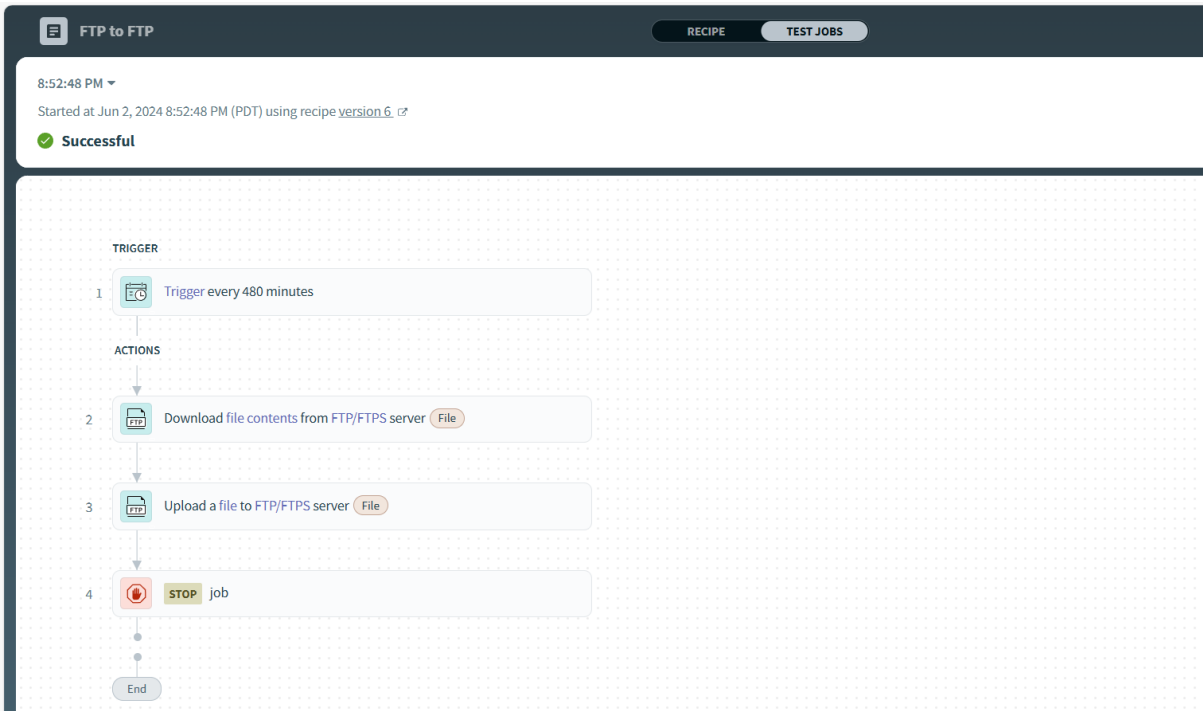 FTP to FTP
RECIPE
TEST JOBS
8:52:48 PM
Started at Jun 2, 2024 8:52:48 PM (PDT) using recipe version 6
Successful
TRIGGER
1 Trigger every 480 minutes
ACTIONS
2 FTP Download file contents from FTP/FTPS server File
3 FTP Upload a file to FTP/FTPS server File
4 STOP job
End